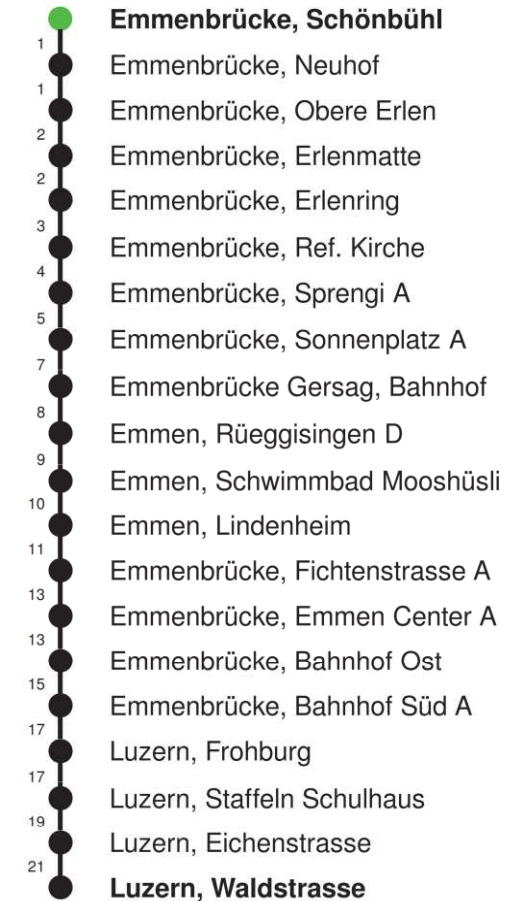 Emmenbrücke, Schönbühl
1
Emmenbrücke, Neuhof
1
Emmenbrücke, Obere Erlen
2
Emmenbrücke, Erlenmatte
2
Emmenbrücke, Erlenring
3
Emmenbrücke, Ref. Kirche
4
Emmenbrücke, Sprengi A
5
Emmenbrücke, Sonnenplatz A
7
Emmenbrücke Gersag, Bahnhof
8
Emmen, Rüeggisingen D
9
Emmen, Schwimmbad Mooshüsli
10
Emmen, Lindenheim
11
Emmenbrücke, Fichtenstrasse A
13
Emmenbrücke, Emmen Center A
13
Emmenbrücke, Bahnhof Ost
15
Emmenbrücke, Bahnhof Süd A
17
Luzern, Frohburg
17
Luzern, Staffeln Schulhaus
19
Luzern, Eichenstrasse
21
Luzern, Waldstrasse